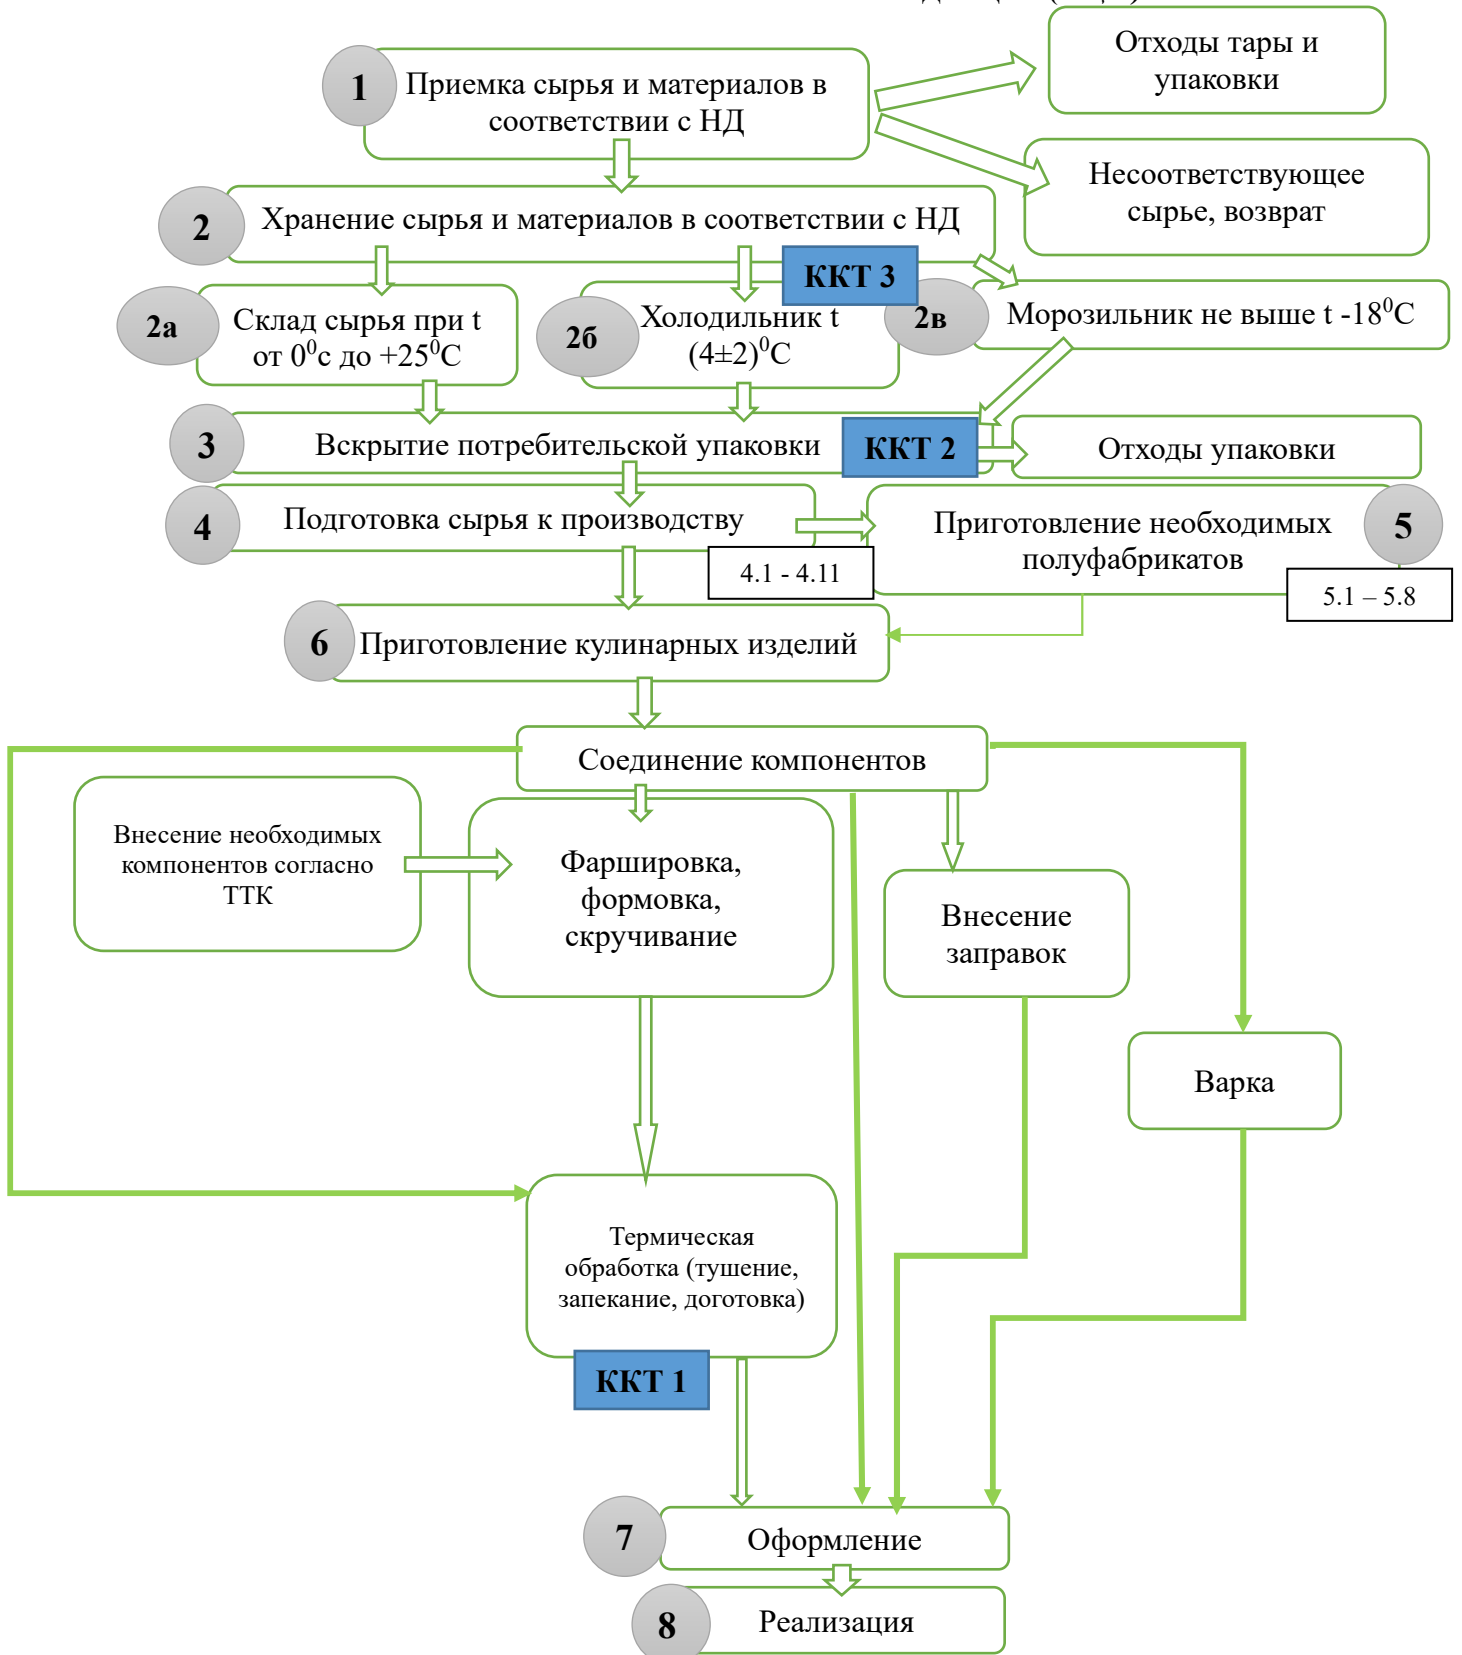 Отходы тары и
упаковки
1
Приемка сырья и материалов в
соответствии с НД
Несоответствующее
сырье, возврат
2
Хранение сырья и материалов в соответствии с НД
ККТ 3
2а
Склад сырья при t
от 0⁰с до +25⁰С
2б
Холодильник t
(4±2)⁰С
2в
Морозильник не выше t -18⁰С
3
Вскрытие потребительской упаковки
ККТ 2
Отходы упаковки
4
Подготовка сырья к производству
4.1 - 4.11
Приготовление необходимых
полуфабрикатов
5
5.1 – 5.8
6
Приготовление кулинарных изделий
Соединение компонентов
Внесение необходимых
компонентов согласно
ТТК
Фаршировка,
формовка,
скручивание
Внесение
заправок
Варка
Термическая
обработка (тушение,
запекание, доготовка)
ККТ 1
7
Оформление
8
Реализация